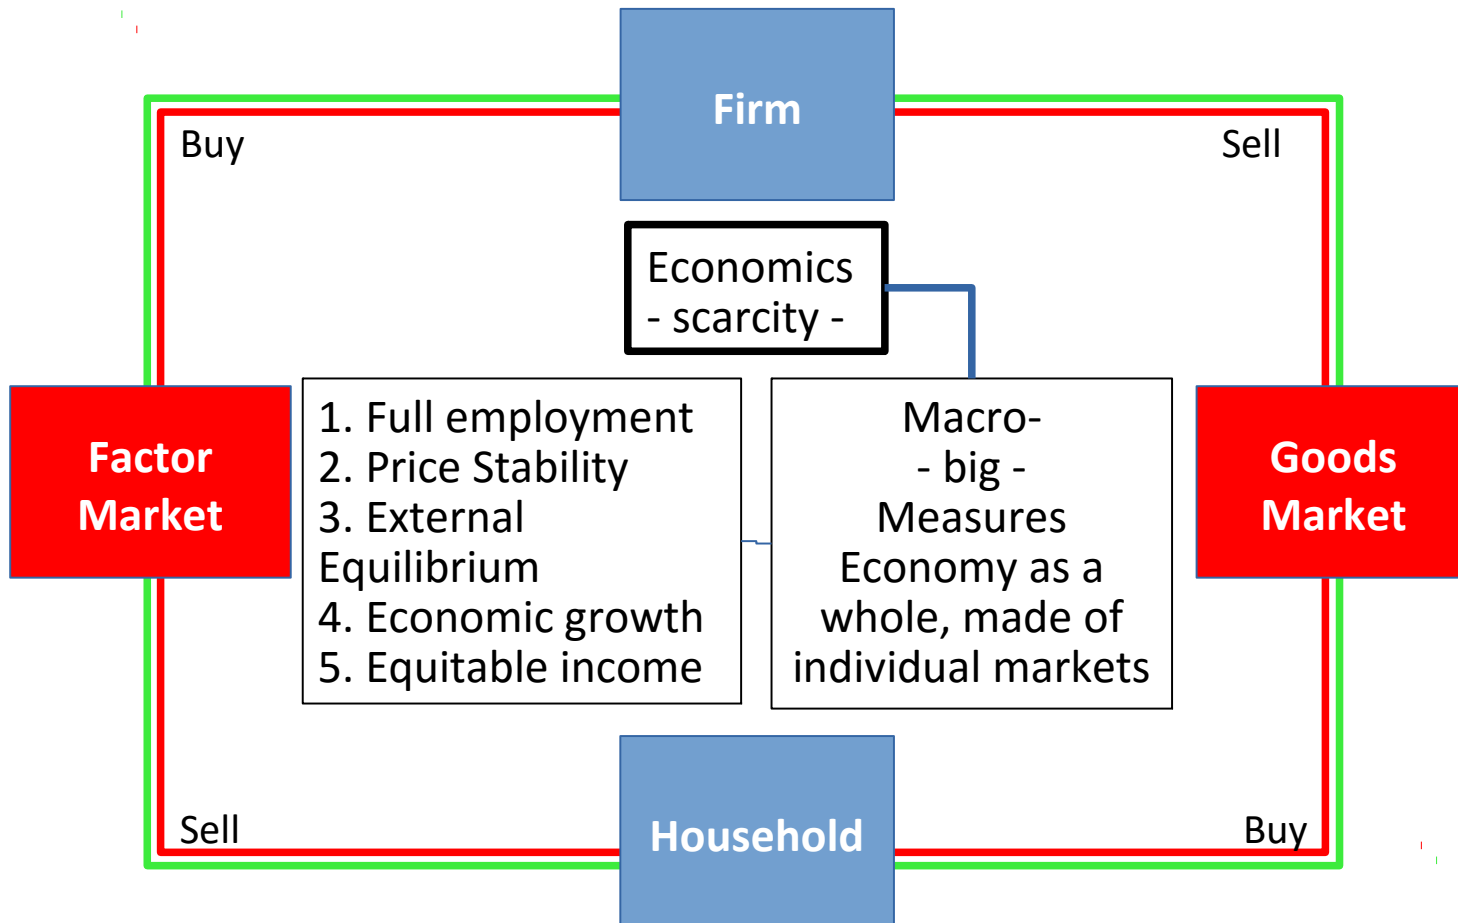 Firm
Buy
Sell
Economics
- scarcity -
Factor
Market
1. Full employment
2. Price Stability
3. External
Equilibrium
4. Economic growth
5. Equitable income
Macro-
- big -
Measures
Economy as a
whole, made of
individual markets
Goods
Market
Sell
Household
Buy